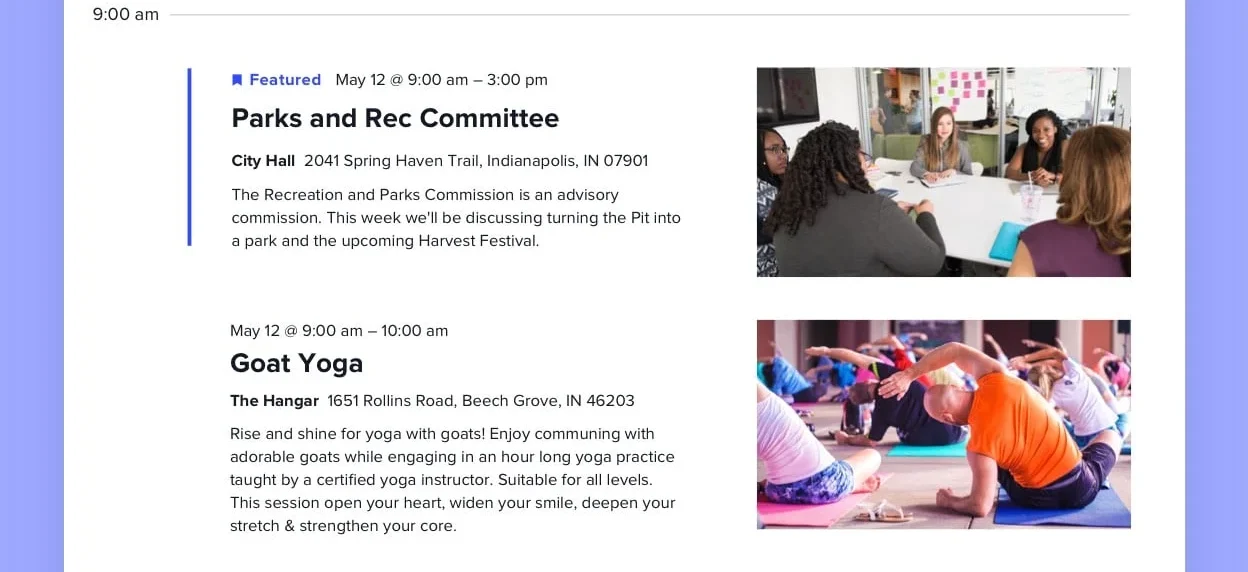 9:00 am
Featured May 12 @ 9:00 am – 3:00 pm
Parks and Rec Committee
City Hall 2041 Spring Haven Trail, Indianapolis, IN 07901
The Recreation and Parks Commission is an advisory
commission. This week we'll be discussing turning the Pit into
a park and the upcoming Harvest Festival.
May 12 @ 9:00 am – 10:00 am
Goat Yoga
The Hangar 1651 Rollins Road, Beech Grove, IN 46203
Rise and shine for yoga with goats! Enjoy communing with
adorable goats while engaging in an hour long yoga practice
taught by a certified yoga instructor. Suitable for all levels.
This session open your heart, widen your smile, deepen your
stretch & strengthen your core.